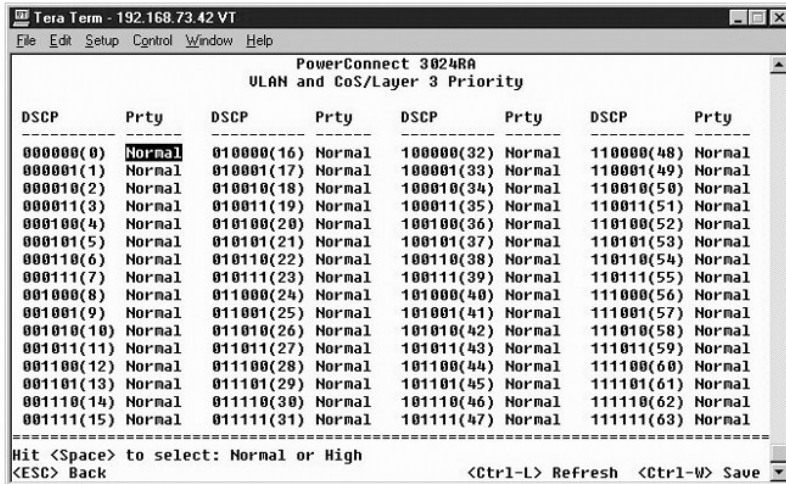 Tera Term - 192.168.73.42 VT
File Edit Setup Control Window Help
PowerConnect 3024RA
VLAN and CoS/Layer 3 Priority
DSCP Prty DSCP Prty DSCP Prty DSCP Prty
----------- ------- ----------- ------- ----------- ------- ----------- -------
000000(0) Normal 010000(16) Normal 100000(32) Normal 110000(48) Normal
000001(1) Normal 010001(17) Normal 100001(33) Normal 110001(49) Normal
000010(2) Normal 010010(18) Normal 100010(34) Normal 110010(50) Normal
000011(3) Normal 010011(19) Normal 100011(35) Normal 110011(51) Normal
000100(4) Normal 010100(20) Normal 100100(36) Normal 110100(52) Normal
000101(5) Normal 010101(21) Normal 100101(37) Normal 110101(53) Normal
000110(6) Normal 010110(22) Normal 100110(38) Normal 110110(54) Normal
000111(7) Normal 010111(23) Normal 100111(39) Normal 110111(55) Normal
001000(8) Normal 011000(24) Normal 101000(40) Normal 111000(56) Normal
001001(9) Normal 011001(25) Normal 101001(41) Normal 111001(57) Normal
001010(10) Normal 011010(26) Normal 101010(42) Normal 111010(58) Normal
001011(11) Normal 011011(27) Normal 101011(43) Normal 111011(59) Normal
001100(12) Normal 011100(28) Normal 101100(44) Normal 111100(60) Normal
001101(13) Normal 011101(29) Normal 101101(45) Normal 111101(61) Normal
001110(14) Normal 011110(30) Normal 101110(46) Normal 111110(62) Normal
001111(15) Normal 011111(31) Normal 101111(47) Normal 111111(63) Normal
================================================================================
Hit <Space> to select: Normal or High
<ESC> Back <Ctrl-L> Refresh <Ctrl-W> Save